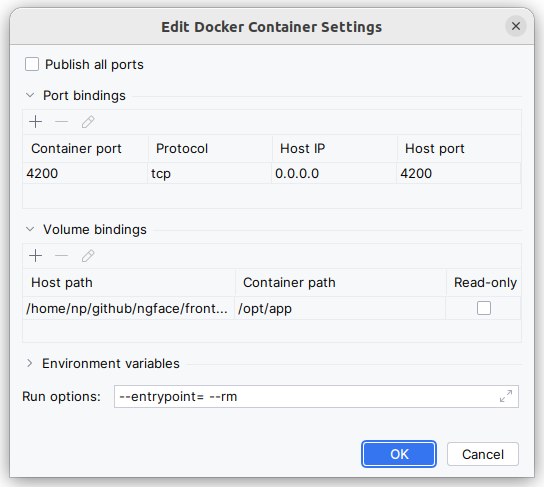 Edit Docker Container Settings
Publish all ports
Port bindings
Container port Protocol Host IP Host port
4200 tcp 0.0.0.0 4200
Volume bindings
Host path Container path Read-only
/home/np/github/ngface/front... /opt/app
Environment variables
Run options: --entrypoint= --rm
OK Cancel